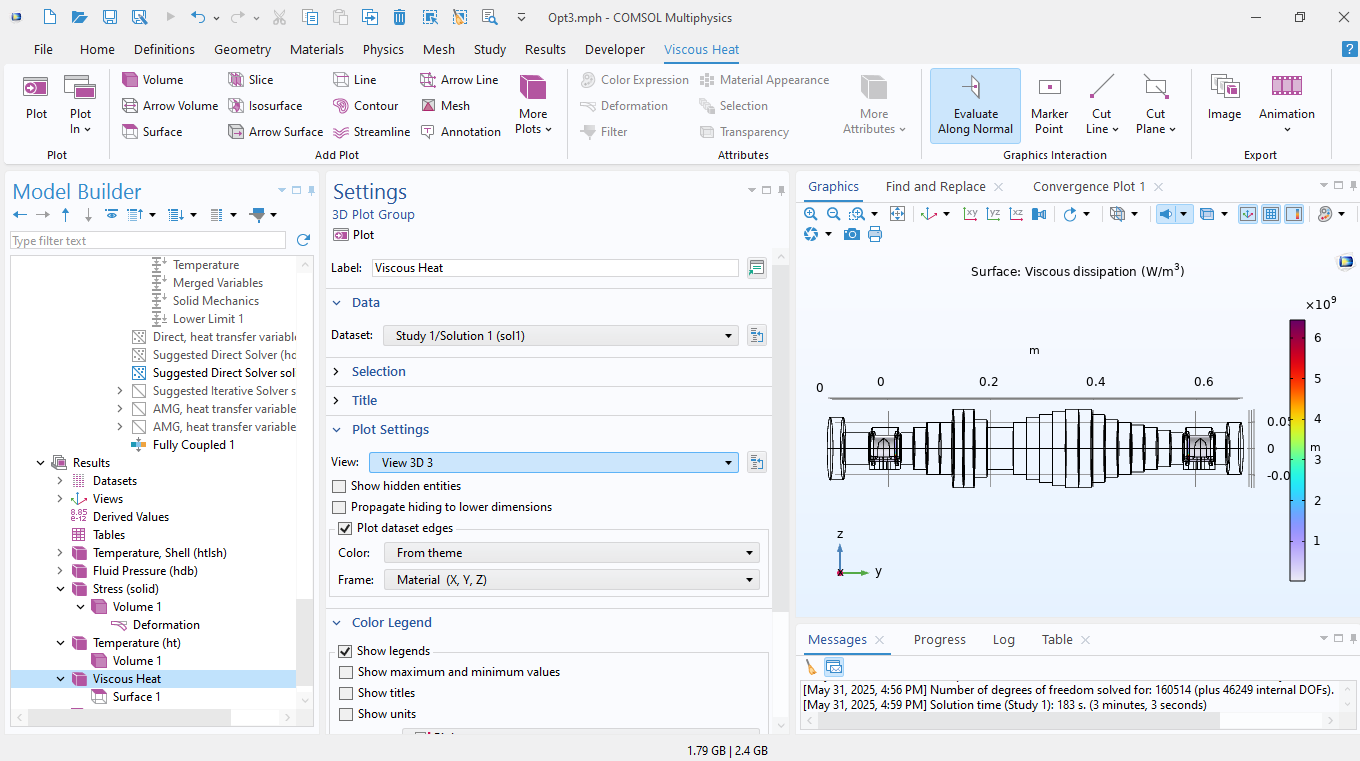 Opt3.mph - COMSOL Multiphysics
File Home Definitions Geometry Materials Physics Mesh Study Results Developer Viscous Heat ?
Plot
Plot In
Plot
Volume Slice Line Arrow Line
Arrow Volume Isosurface Contour Mesh
Surface Arrow Surface Streamline Annotation
More Plots
Add Plot
Color Expression Material Appearance
Deformation Selection
Filter Transparency
More Attributes
Attributes
Evaluate Along Normal
Marker Point
Cut Line
Cut Plane
Graphics Interaction
Image Animation
Export
Model Builder
Type filter text
Temperature
Merged Variables
Solid Mechanics
Lower Limit 1
Direct, heat transfer variable
Suggested Direct Solver (hd
Suggested Direct Solver sol
Suggested Iterative Solver s
AMG, heat transfer variable
AMG, heat transfer variable
Fully Coupled 1
Results
Datasets
Views
8.85
e-12
Derived Values
Tables
Temperature, Shell (htlsh)
Fluid Pressure (hdb)
Stress (solid)
Volume 1
Deformation
Temperature (ht)
Volume 1
Viscous Heat
Surface 1
Settings
3D Plot Group
Plot
Label: Viscous Heat
Data
Dataset: Study 1/Solution 1 (sol1)
Selection
Title
Plot Settings
View: View 3D 3
Show hidden entities
Propagate hiding to lower dimensions
Plot dataset edges
Color: From theme
Frame: Material (X, Y, Z)
Color Legend
Show legends
Show maximum and minimum values
Show titles
Show units
Graphics Find and Replace Convergence Plot 1
xy yz xz
Surface: Viscous dissipation (W/m³)
×10⁹
m
0 0 0.2 0.4 0.6
0.05
0
-0.0
m
6
5
4
3
2
1
z
y
x
Messages Progress Log Table
[May 31, 2025, 4:56 PM] Number of degrees of freedom solved for: 160514 (plus 46249 internal DOFs).
[May 31, 2025, 4:59 PM] Solution time (Study 1): 183 s. (3 minutes, 3 seconds)
1.79 GB | 2.4 GB